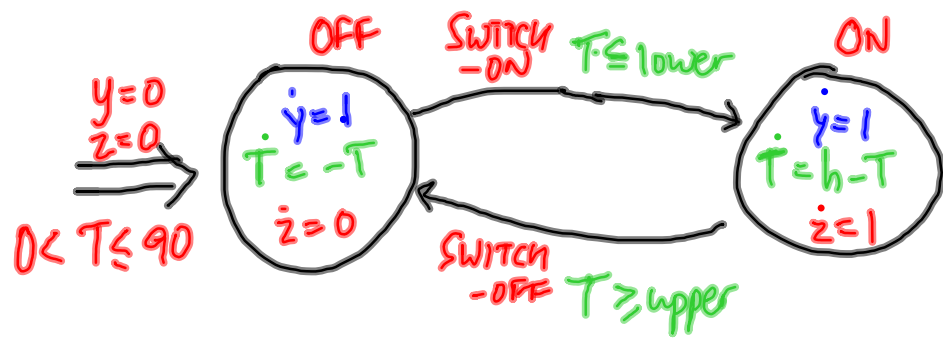 OFF
SWITCH
-ON
T ≤ lower
ON
y=0
z=0
0< T≤90
ẏ=1
Ṫ=-T
ż=0
ẏ=1
Ṫ=h-T
ż=1
SWITCH
-OFF
T≥upper